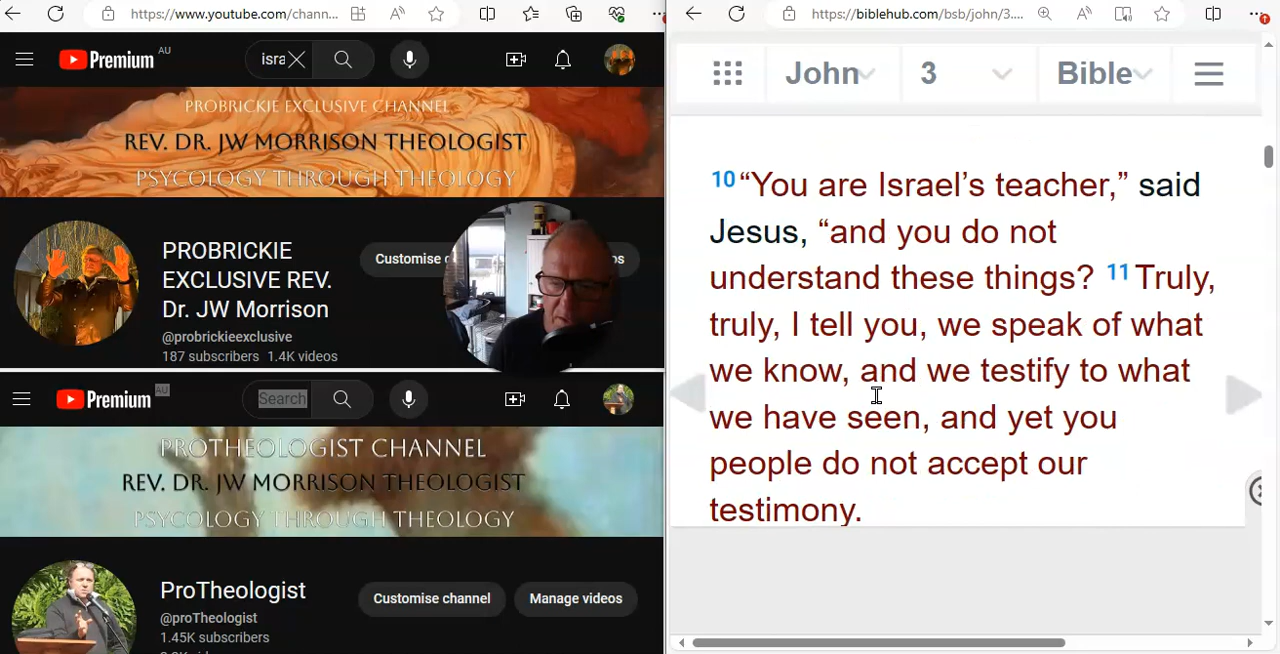 https://www.youtube.com/chann...
Premium AU
isra
PROBRICKIE EXCLUSIVE CHANNEL
REV. DR. JW MORRISON THEOLOGIST
PSYCOLOGY THROUGH THEOLOGY
PROBRICKIE
EXCLUSIVE REV.
Dr. JW Morrison
@probrickieexclusive
187 subscribers 1.4K videos
Customise c
os
Premium AU
Search
PROTHEOLOGIST CHANNEL
REV. DR. JW MORRISON THEOLOGIST
PSYCOLOGY THROUGH THEOLOGY
ProTheologist
@proTheologist
1.45K subscribers
Customise channel
Manage videos
https://biblehub.com/bsb/john/3....
John 3 Bible
10 “You are Israel’s teacher,” said
Jesus, “and you do not
understand these things? 11 Truly,
truly, I tell you, we speak of what
we know, and we testify to what
we have seen, and yet you
people do not accept our
testimony.